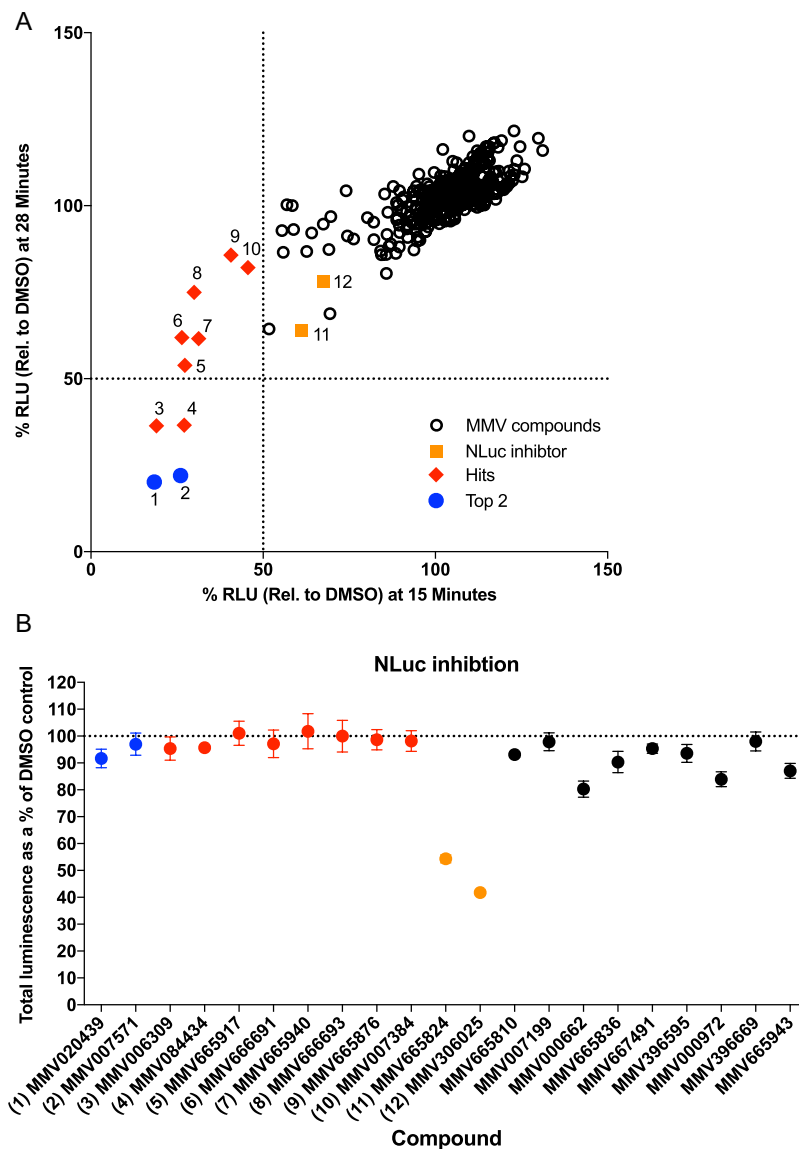 A
150
100
50
0
% RLU (Rel. to DMSO) at 28 Minutes
9
10
8
12
6
7
11
5
3
4
1
2
MMV compounds
NLuc inhibtor
Hits
Top 2
0
50
100
150
% RLU (Rel. to DMSO) at 15 Minutes
B
NLuc inhibtion
120
110
100
90
80
70
60
50
40
30
20
10
0
Total luminescence as a % of DMSO control
(1) MMV020439
(2) MMV007571
(3) MMV006309
(4) MMV084434
(5) MMV665917
(6) MMV666691
(7) MMV665940
(8) MMV666693
(9) MMV665876
(10) MMV007384
(11) MMV665824
(12) MMV306025
MMV665810
MMV007199
MMV000662
MMV665836
MMV667491
MMV396595
MMV000972
MMV396669
MMV665943
Compound